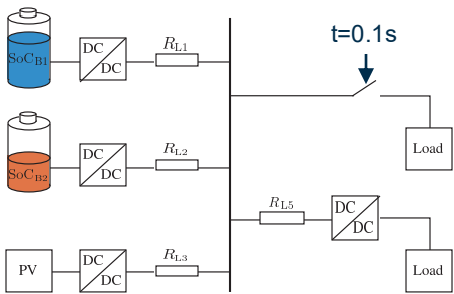 t=0.1s
SoC_B1
DC
DC
R_L1
SoC_B2
DC
DC
R_L2
Load
R_L5
DC
DC
PV
DC
DC
R_L3
Load